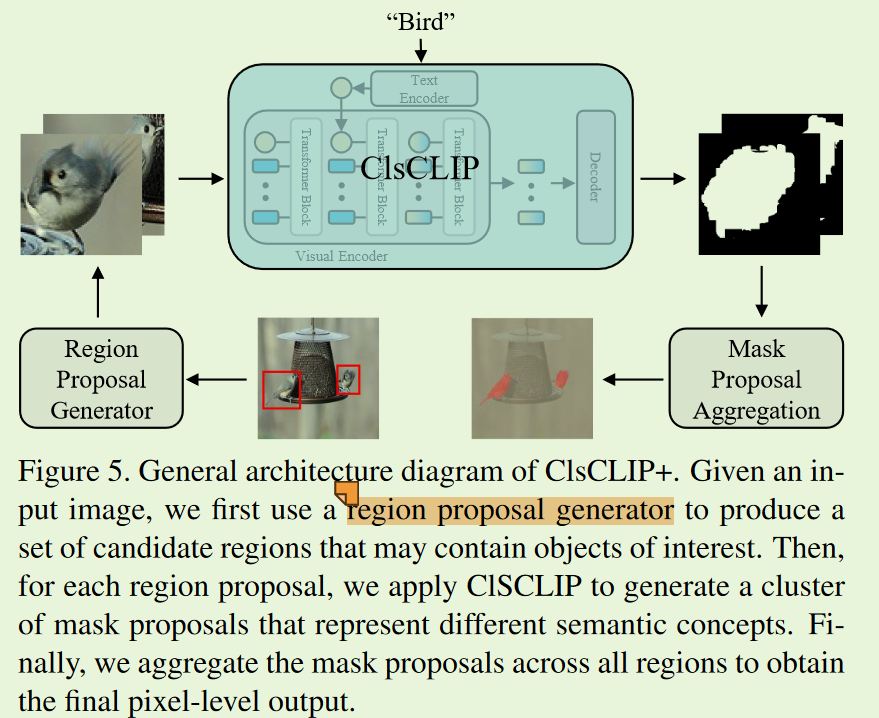 “Bird”
Text
Encoder
Transformer Block
Transformer Block
Transformer Block
ClsCLIP
Decoder
Visual Encoder
Region
Proposal
Generator
Mask
Proposal
Aggregation
Figure 5. General architecture diagram of ClsCLIP+. Given an in-
put image, we first use a region proposal generator to produce a
set of candidate regions that may contain objects of interest. Then,
for each region proposal, we apply ClSCLIP to generate a cluster
of mask proposals that represent different semantic concepts. Fi-
nally, we aggregate the mask proposals across all regions to obtain
the final pixel-level output.